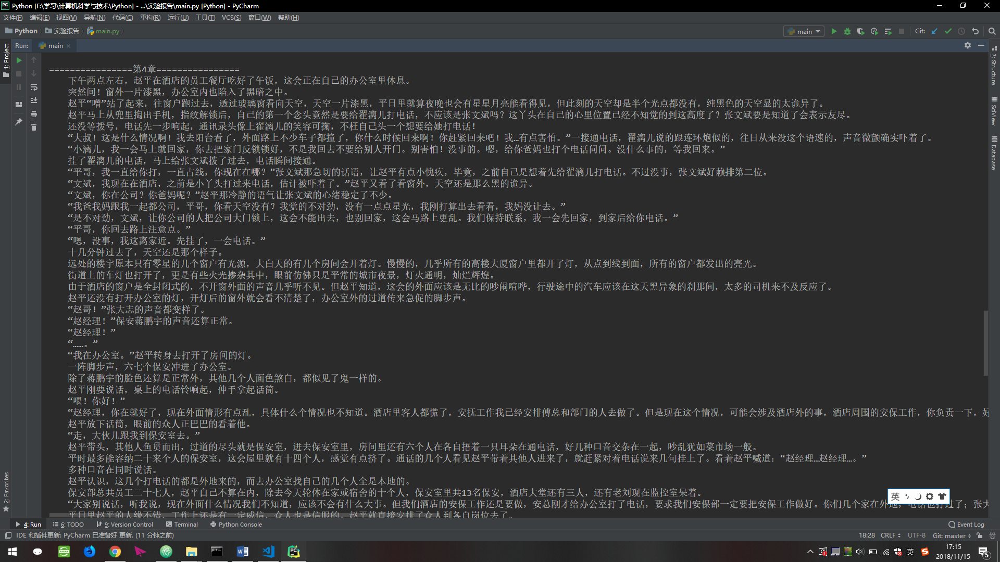 Python [F:\学习\计算机科学与技术\Python] - ...\实验报告\main.py [Python] - PyCharm
文件(F) 编辑(E) 视图(V) 导航(N) 代码(C) 重构(R) 运行(U) 工具(T) VCS(S) 窗口(W) 帮助(H)
Python 实验报告 main.py main Git:
Run: main
1: Project
7: Structure
SciView
Database
2: Favorites
================第4章================
下午两点左右，赵平在酒店的员工餐厅吃好了午饭，这会正在自己的办公室里休息。
突然间！窗外一片漆黑，办公室内也陷入了黑暗之中。
赵平“噌”站了起来，往窗户跑过去，透过玻璃窗看向天空，天空一片漆黑，平日里就算夜晚也会有星星月亮能看得见，但此刻的天空却是半个光点都没有，纯黑色的天空显的太诡异了。
赵平马上从兜里掏出手机，指纹解锁后，自己的第一个念头竟然是要给翟漓儿打电话，不应该是张文斌吗？这丫头在自己的心里位置已经不知觉的到这高度了？张文斌要是知道了会表示友尽。
还没等拨号，电话先一步响起，通讯录头像上翟漓儿的笑容可掬，不枉自己头一个想要给她打电话！
“大叔！这是什么情况啊！我去阳台看了，外面路上不少车子都撞了，你什么时候回来啊！你赶紧回来吧！我…有点害怕。”一接通电话，翟漓儿说的跟连环炮似的，往日从来没这个语速的，声音微颤确实吓着了。
“小漓儿，我一会马上就回家，你去把家门反锁锁好，不是我回去不要给别人开门。别害怕！没事的。嗯，给你爸妈也打个电话问问。没什么事的，等我回来。”
挂了翟漓儿的电话，马上给张文斌拨了过去，电话瞬间接通。
“平哥，我一直给你打，一直占线，你现在在哪？”张文斌那急切的话语，让赵平有点小愧疚，毕竟，之前自己是想着先给翟漓儿打电话。不过没事，张文斌好赖排第二位。
“文斌，我现在在酒店，之前是小丫头打过来电话，估计被吓着了。”赵平又看了看窗外，天空还是那么黑的诡异。
“文斌，你在公司？你爸妈呢？”赵平那冷静的语气让张文斌的心绪稳定了不少。
“我爸我妈跟我一起都公司，平哥，你看天空没有？我觉的不对劲，没有一点点星光，我刚打算出去看看，我妈没让去。”
“是不对劲，文斌，让你公司的人把公司大门锁上，这会不能出去，也别回家，这会马路上更乱。我们保持联系，我一会先回家，到家后给你电话。”
“平哥，你回去路上注意点。”
“嗯，没事，我这离家近。先挂了，一会电话。”
十几分钟过去了，天空还是那个样子。
远处的楼宇原本只有零星的几个窗户有光源，大白天的有几个房间会开着灯。慢慢的，几乎所有的高楼大厦窗户里都开了灯，从点到线到面，所有的窗户都发出的亮光。
街道上的车灯也打开了，更是有些火光掺杂其中，眼前仿佛只是平常的城市夜景，灯火通明，灿烂辉煌。
由于酒店的窗户是全封闭式的，不开窗外面的声音几乎听不见。但赵平知道，这会的外面应该是无比的吵闹喧哗，行驶途中的汽车应该在这天黑异象的刹那间，太多的司机来不及反应了。
赵平还没有打开办公室的灯，开灯后的窗外就会看不清楚了，办公室外的过道传来急促的脚步声。
“赵哥！”张大志的声音都变样了。
“赵经理！”保安蒋鹏宇的声音还算正常。
“赵经理！”
“……。”
“我在办公室。”赵平转身去打开了房间的灯。
一阵脚步声，六七个保安冲进了办公室。
除了蒋鹏宇的脸色还算是正常外，其他几个人面色煞白，都似见了鬼一样的。
赵平刚要说话，桌上的电话铃响起，伸手拿起话筒。
“喂！你好！”
“赵经理，你在就好了，现在外面情形有点乱，具体什么个情况也不知道。酒店里客人都慌了，安抚工作我已经安排傅总和部门的人去做了。但是现在这个情况，可能会涉及酒店外的事，酒店周围的安保工作，你负责一下，好
赵平放下话筒，眼前的众人正巴巴的看着他。
“走，大伙儿跟我到保安室去。”
赵平带头，其他人鱼贯而出，过道的尽头就是保安室，进去保安室里，房间里还有六个人在各自捂着一只耳朵在通电话，好几种口音交杂在一起，吵乱犹如菜市场一般。
平时最多能容纳二十来个人的保安室，这会屋里就有十四个人，感觉有点挤了。通话的几个人看见赵平带着其他人进来了，就赶紧对着电话说来几句挂上了。看着赵平喊道：“赵经理…赵经理…。”
多种口音在同时说话。
赵平认识，这几个打电话的都是外地来的，而去办公室找自己的几个人全是本地的。
保安部总共员工二十七人，赵平自己不算在内，除去今天轮休在家或宿舍的十个人，保安室里共13名保安，酒店大堂还有三人，还有老刘现在监控室呆着。
“大家别说话，听我说，现在外面什么情况我们不知道，应该不会有什么大事。但我们酒店的安保工作还是要做，安总刚才给办公室打了电话，要求我们安保部一定要把安保工作做好。你们几个家在外地，电话也打过了；张大
平日里赵平的人缘不错，工作上还是有一定威信，众人也是信服的。赵平就直接安排了众人到各自岗位去了。
英
4: Run 6: TODO 9: Version Control Terminal Python Console Event Log
IDE 和插件更新: PyCharm 已准备好 更新. (11 分钟之前) 18:28 CRLF UTF-8 Git: master
英 17:15
2018/11/15 5